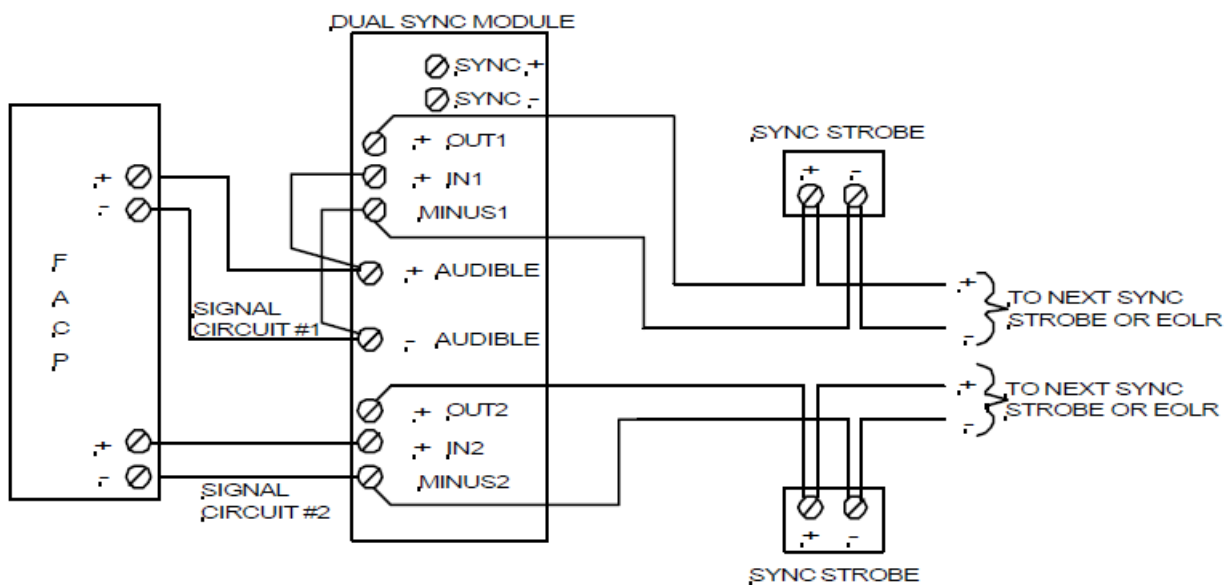 DUAL SYNC MODULE
SYNC +
SYNC -
+ OUT1
+ IN1
MINUS1
+ AUDIBLE
- AUDIBLE
+ OUT2
+ IN2
MINUS2
+
-
F
A
C
P
+
-
SIGNAL
CIRCUIT #1
SIGNAL
CIRCUIT #2
SYNC STROBE
+ -
+
-
TO NEXT SYNC
STROBE OR EOLR
+
-
TO NEXT SYNC
STROBE OR EOLR
+ -
SYNC STROBE